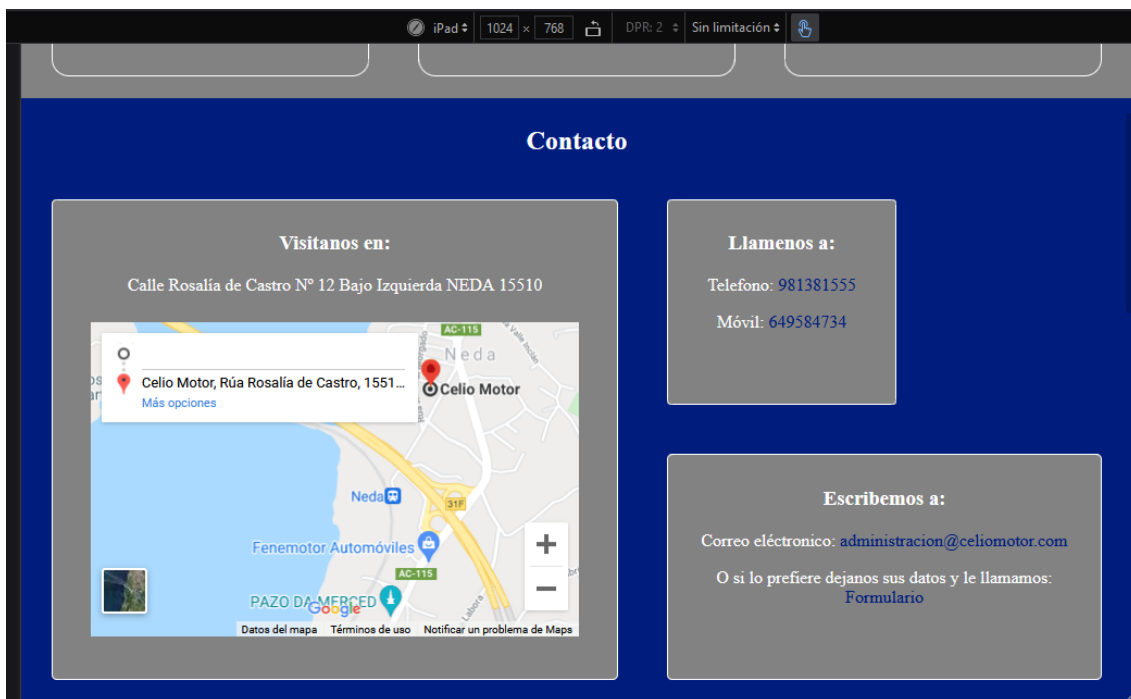 iPad
1024 × 768
DPR: 2
Sin limitación
Contacto
Visitanos en:
Calle Rosalía de Castro Nº 12 Bajo Izquierda NEDA 15510
Celio Motor, Rúa Rosalía de Castro, 1551...
Más opciones
AC-115
Neda
Celio Motor
Neda
31F
Fenemotor Automóviles
AC-115
PAZO DA MERCED
Google
Labora
Datos del mapa Términos de uso Notificar un problema de Maps
Llamenos a:
Telefono: 981381555
Móvil: 649584734
Escribemos a:
Correo eléctronico: administracion@celiomotor.com
O si lo prefiere dejanos sus datos y le llamamos:
Formulario